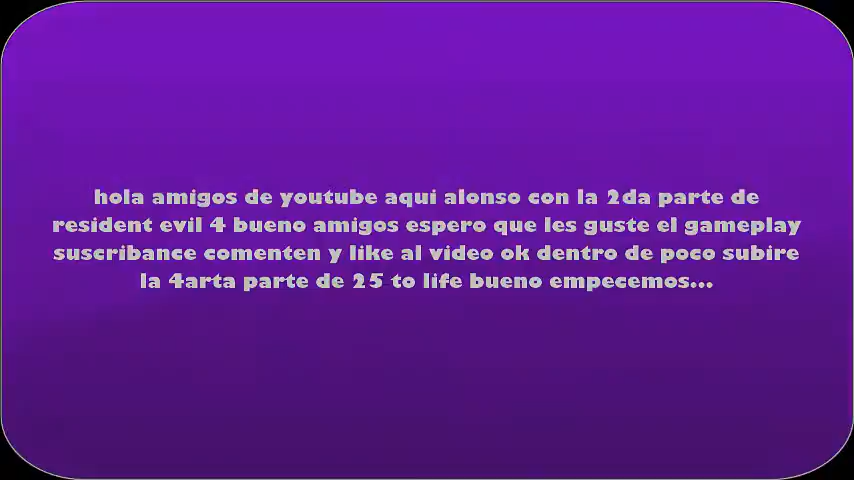 hola amigos de youtube aqui alonso con la 2da parte de
resident evil 4 bueno amigos espero que les guste el gameplay
suscribance comenten y like al video ok dentro de poco subire
la 4arta parte de 25 to life bueno empecemos...